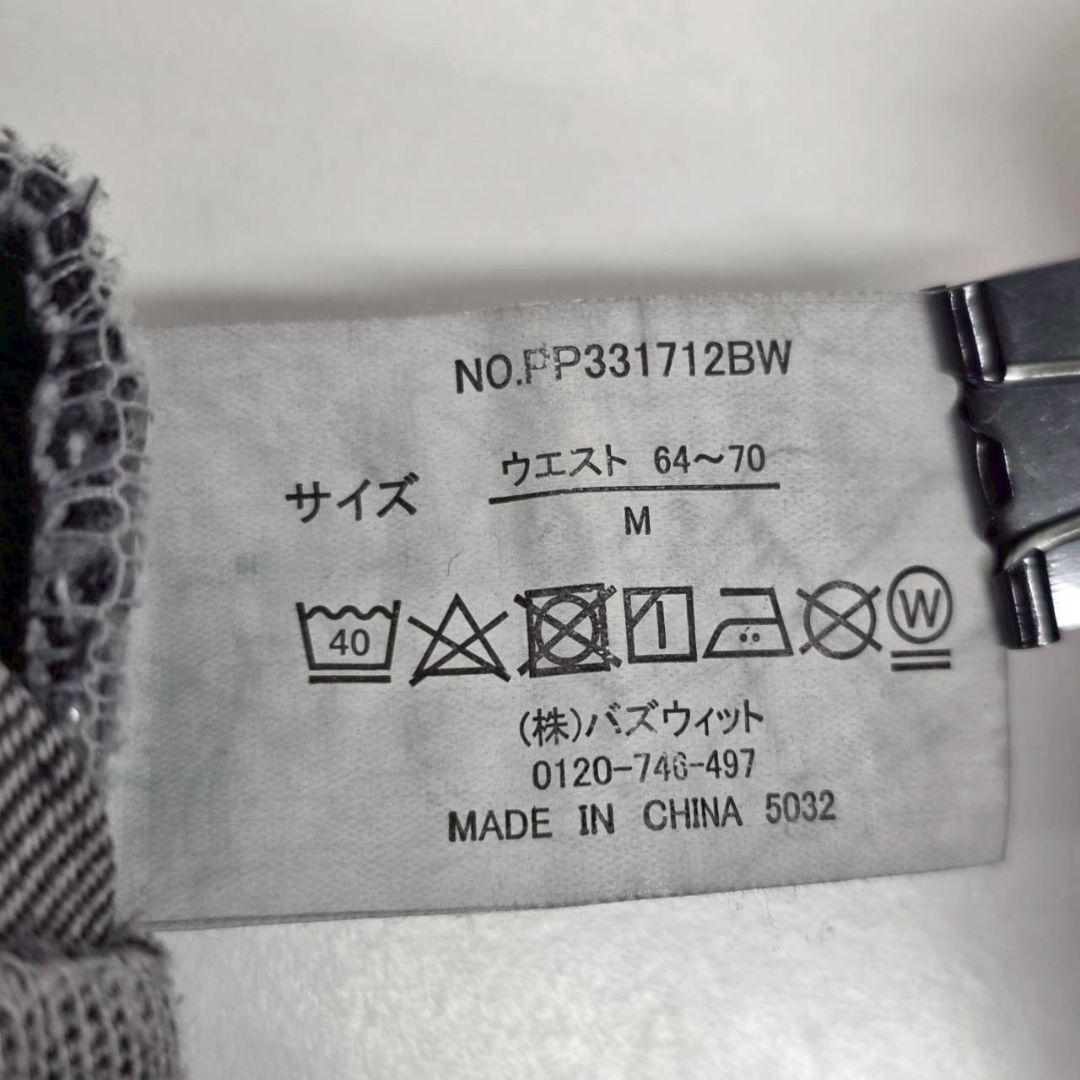 NO.PP331712BW
サイズ ウエスト 64～70
M
40
W
(株)バズウィット
0120-746-497
MADE IN CHINA 5032